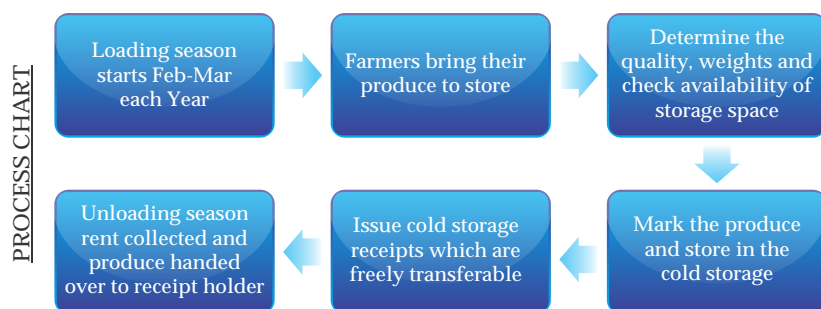 PROCESS CHART
Loading season
starts Feb-Mar
each Year
Farmers bring their
produce to store
Determine the
quality, weights and
check availability of
storage space
Mark the produce
and store in the
cold storage
Issue cold storage
receipts which are
freely transferable
Unloading season
rent collected and
produce handed
over to receipt holder